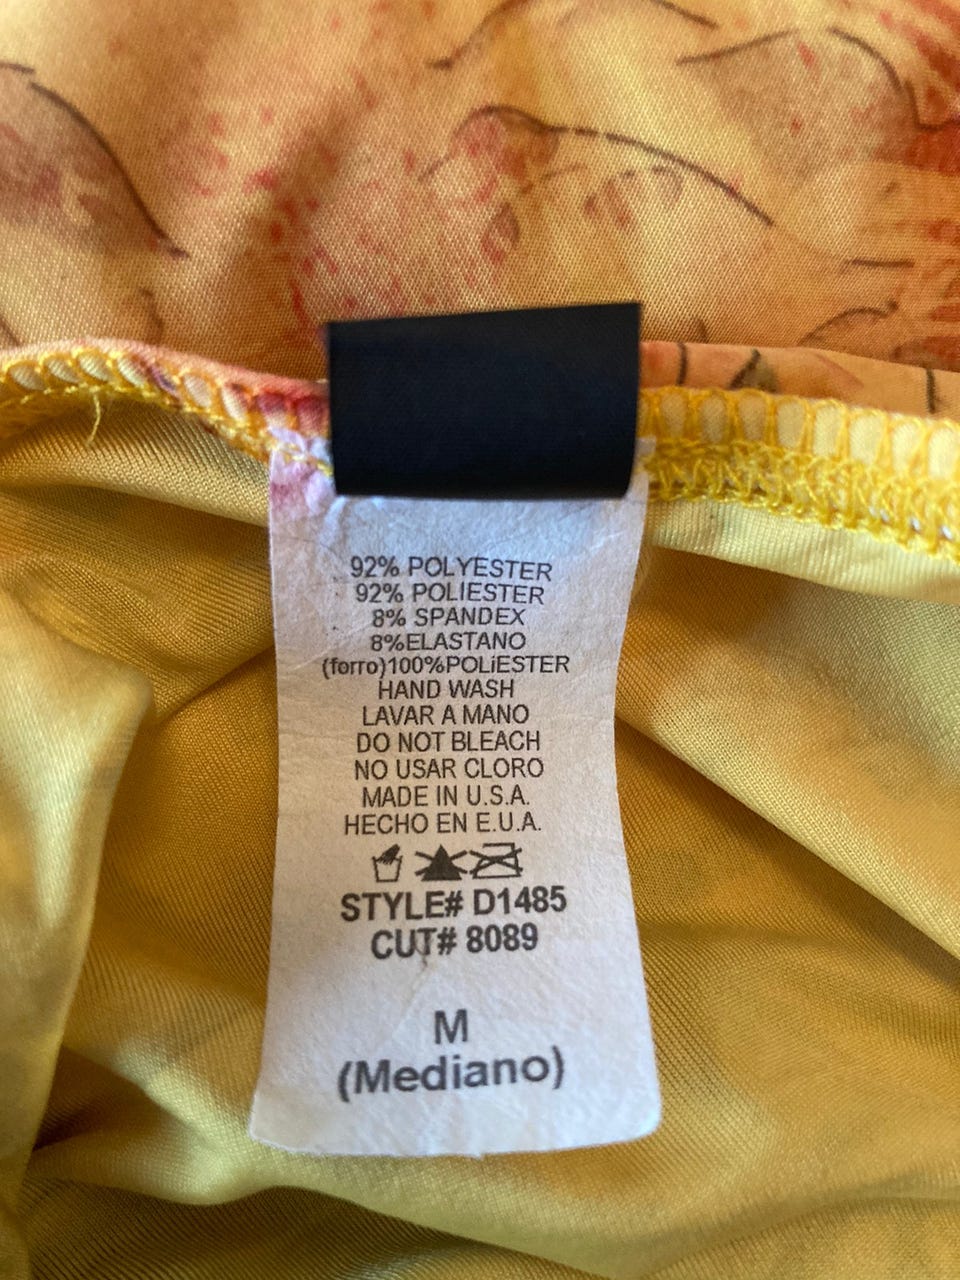 92% POLYESTER
92% POLIESTER
8% SPANDEX
8%ELASTANO
(forro)100%POLiESTER
HAND WASH
LAVAR A MANO
DO NOT BLEACH
NO USAR CLORO
MADE IN U.S.A.
HECHO EN E.U.A.
STYLE# D1485
CUT# 8089
M
(Mediano)